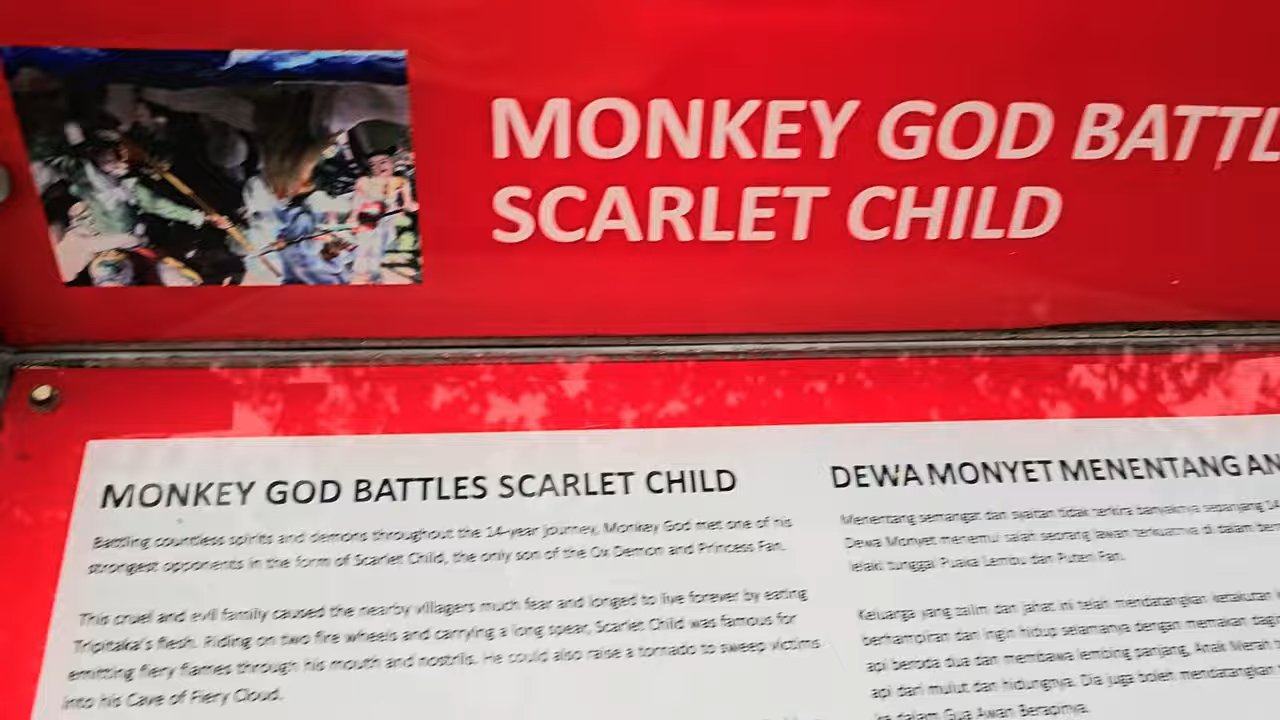 MONKEY GOD BATTL
SCARLET CHILD
MONKEY GOD BATTLES SCARLET CHILD
Battling countless spirits and demons throughout the 14-year journey, Monkey God met one of his
strongest opponents in the form of Scarlet Child, the only son of the Ox Demon and Princess Fan.
This cruel and evil family caused the nearby villagers much fear and longed to live forever by eating
Tripitaka's flesh. Riding on two fire wheels and carrying a long spear, Scarlet Child was famous for
emitting fiery flames through his mouth and nostrils. He could also raise a tornado to sweep victims
into his Cave of Fiery Cloud.
DEWA MONYET MENENTANG AN
Menentang semangat dan syaitan tidak terkira banyaknya sepanjang 14
Dewa Monyet menemui salah seorang lawan terkuatnya di dalam ben
lelaki tunggal Puaka Lembu dan Puteri Fan.
Keluarga yang zalim dan jahat ini telah mendatangkan ketakutan
berhampiran dan ingin hidup selamanya dengan memakan dagi
api beroda dua dan membawa lembing panjang, Anak Merah
api dari mulut dan hidungnya. Dia juga boleh mendatangkan
ke dalam Gua Awan Berapinya.